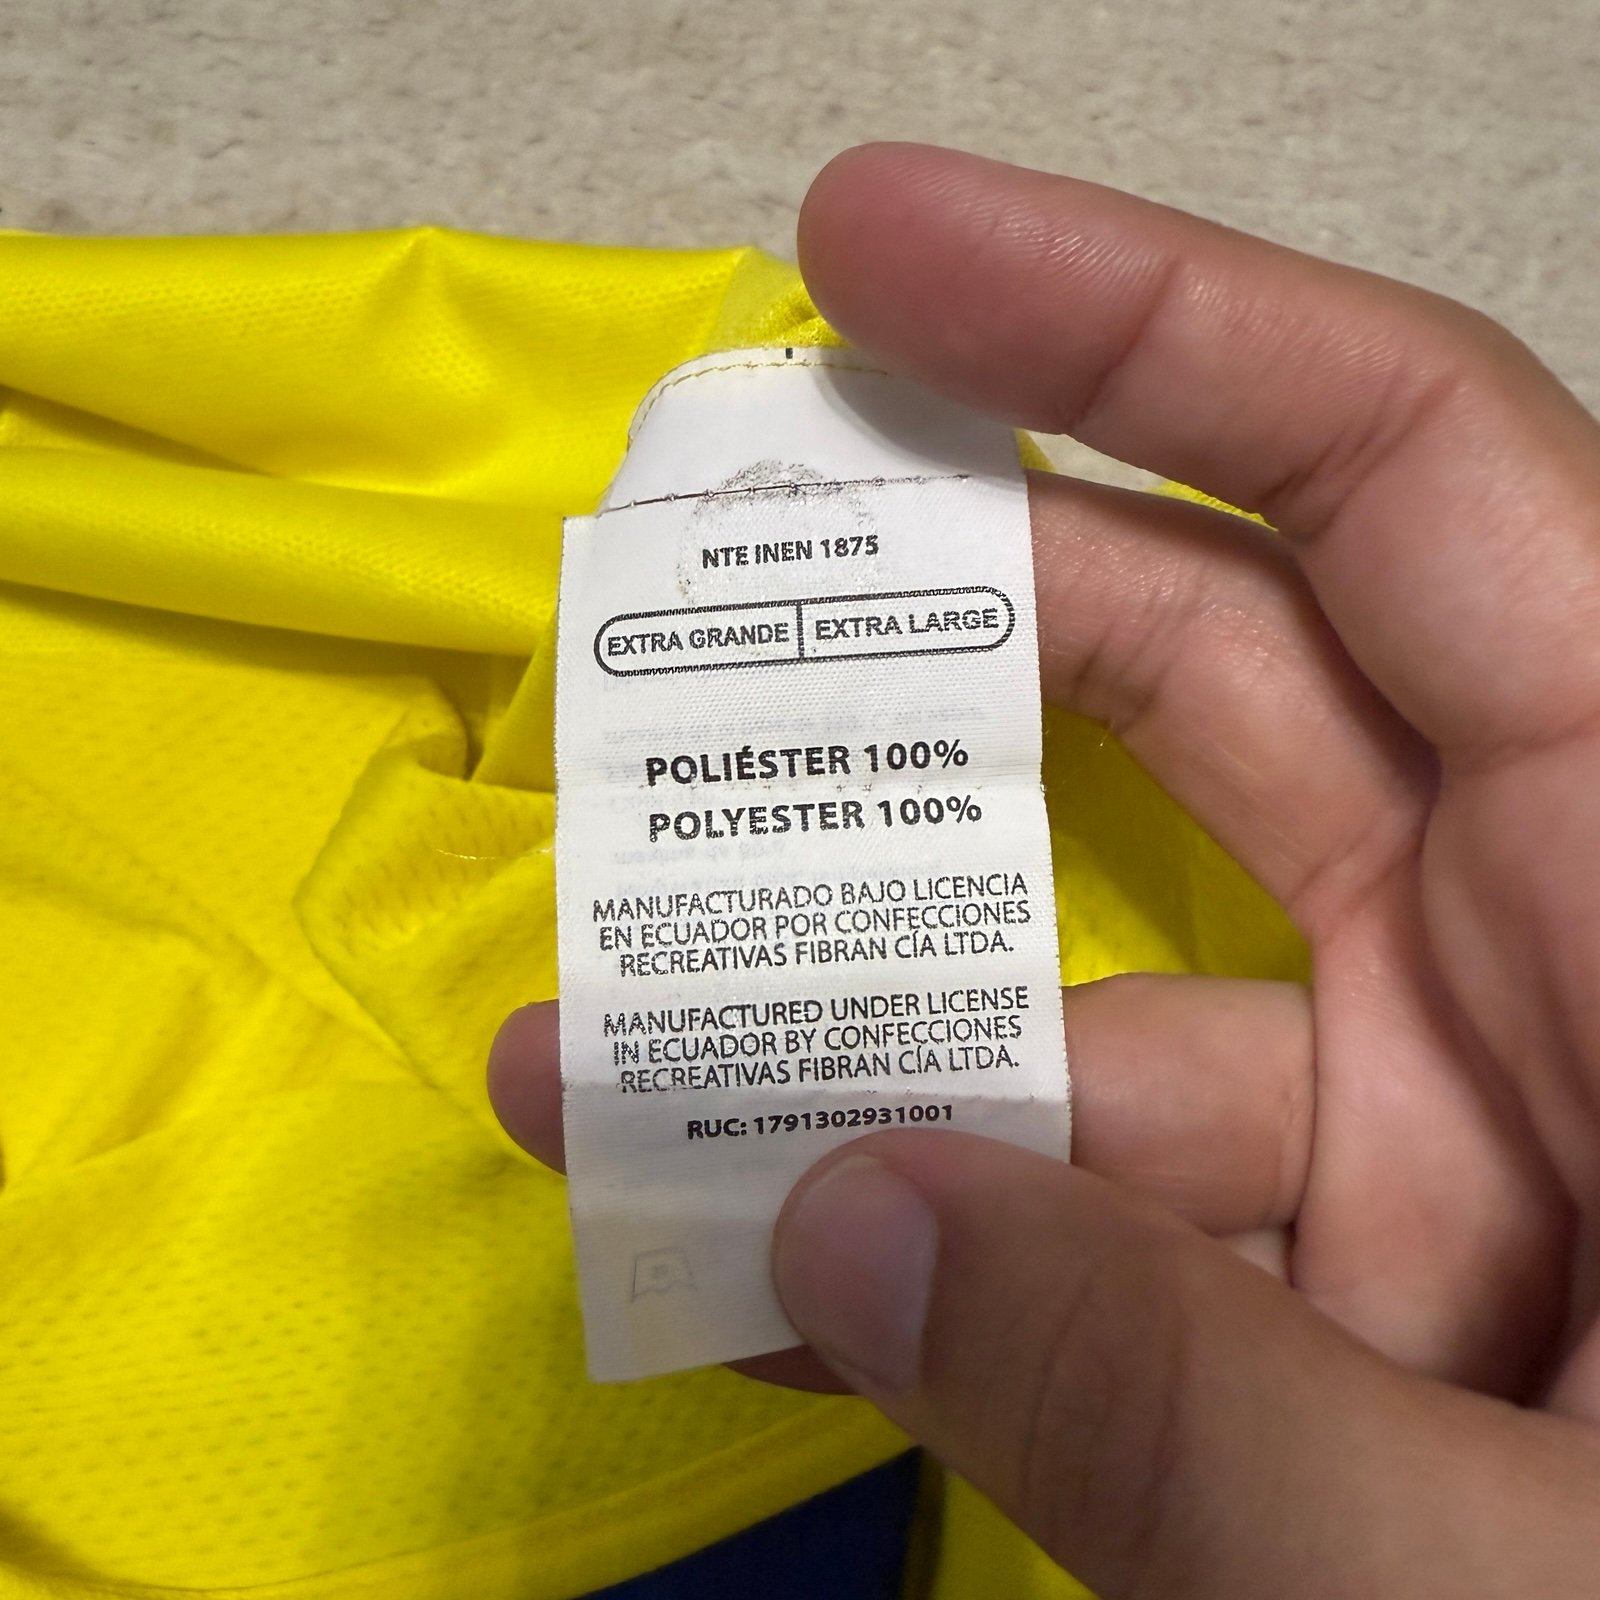 NTE INEN 1875
EXTRA GRANDE EXTRA LARGE
POLIÉSTER 100%
POLYESTER 100%
MANUFACTURADO BAJO LICENCIA
EN ECUADOR POR CONFECCIONES
RECREATIVAS FIBRAN CÍA LTDA.
MANUFACTURED UNDER LICENSE
IN ECUADOR BY CONFECCIONES
RECREATIVAS FIBRAN CÍA LTDA.
RUC: 1791302931001